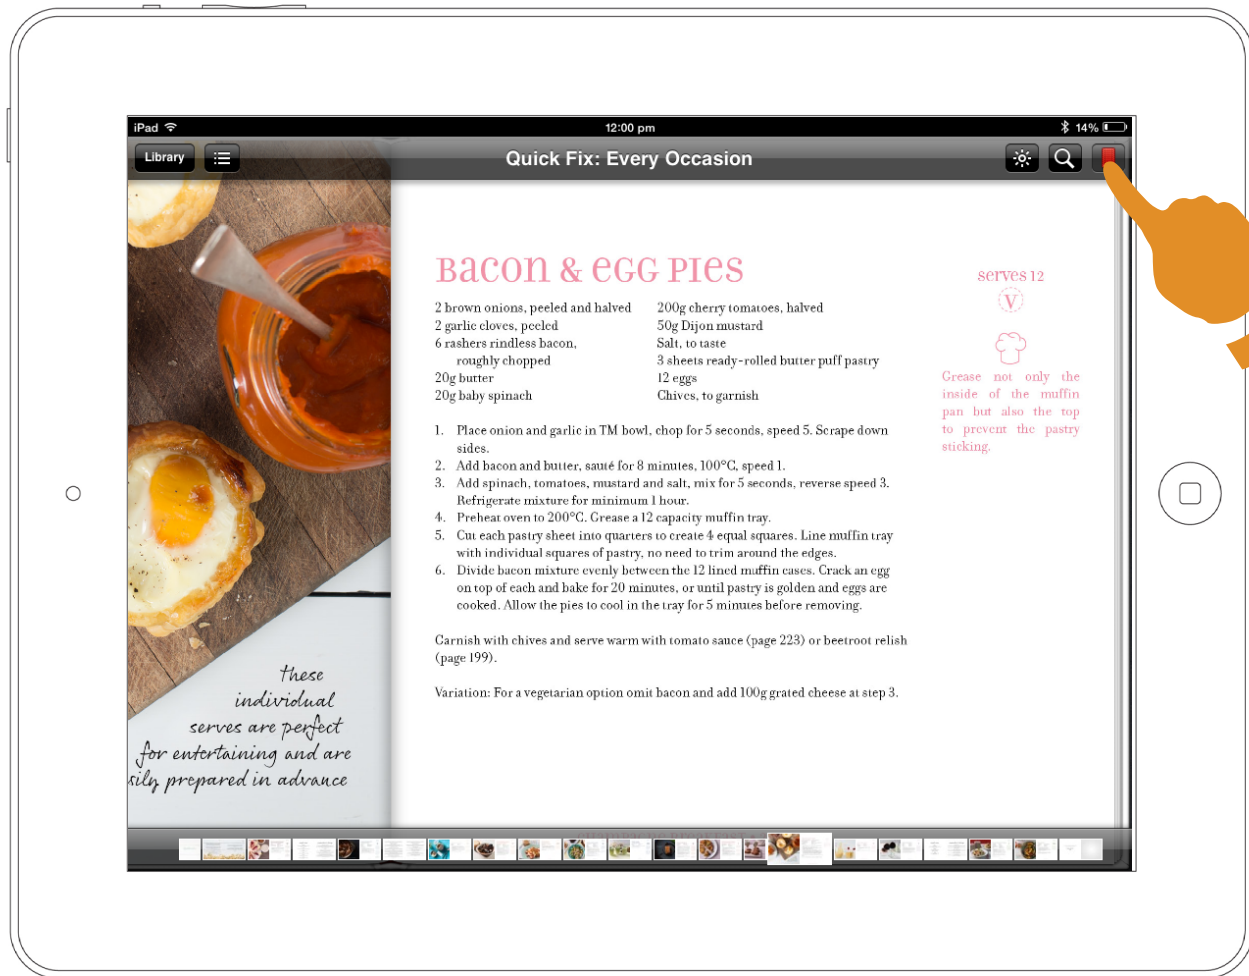 iPad
12:00 pm
14%
Library
Quick Fix: Every Occasion
Bacon & Egg Pies
serves 12
V
2 brown onions, peeled and halved
2 garlic cloves, peeled
6 rashers rindless bacon,
roughly chopped
20g butter
20g baby spinach
200g cherry tomatoes, halved
50g Dijon mustard
Salt, to taste
3 sheets ready-rolled butter puff pastry
12 eggs
Chives, to garnish
Grease not only the
inside of the muffin
pan but also the top
to prevent the pastry
sticking.
1. Place onion and garlic in TM bowl, chop for 5 seconds, speed 5. Scrape down
sides.
2. Add bacon and butter, sauté for 8 minutes, 100°C, speed 1.
3. Add spinach, tomatoes, mustard and salt, mix for 5 seconds, reverse speed 3.
Refrigerate mixture for minimum 1 hour.
4. Preheat oven to 200°C. Grease a 12 capacity muffin tray.
5. Cut each pastry sheet into quarters to create 4 equal squares. Line muffin tray
with individual squares of pastry, no need to trim around the edges.
6. Divide bacon mixture evenly between the 12 lined muffin cases. Crack an egg
on top of each and bake for 20 minutes, or until pastry is golden and eggs are
cooked. Allow the pies to cool in the tray for 5 minutes before removing.
Garnish with chives and serve warm with tomato sauce (page 223) or beetroot relish
(page 199).
Variation: For a vegetarian option omit bacon and add 100g grated cheese at step 3.
these
individual
serves are perfect
for entertaining and are
sily prepared in advance